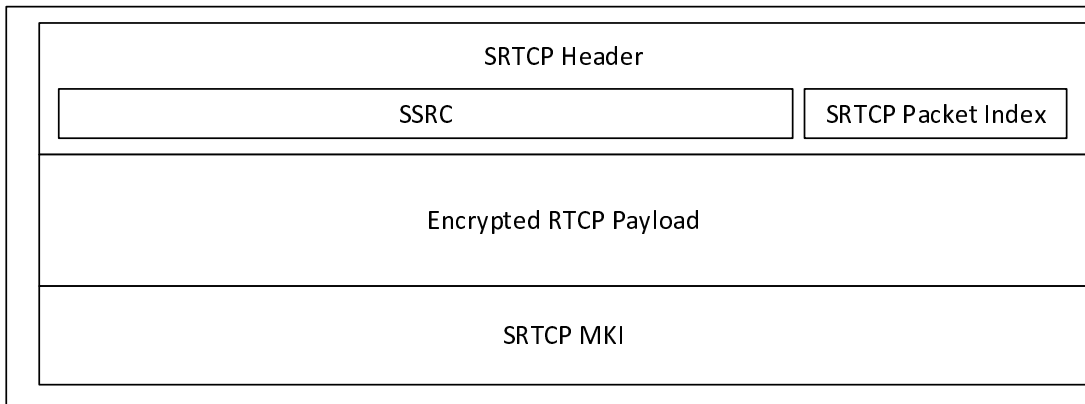 SRTCP Header
SSRC
SRTCP Packet Index
Encrypted RTCP Payload
SRTCP MKI